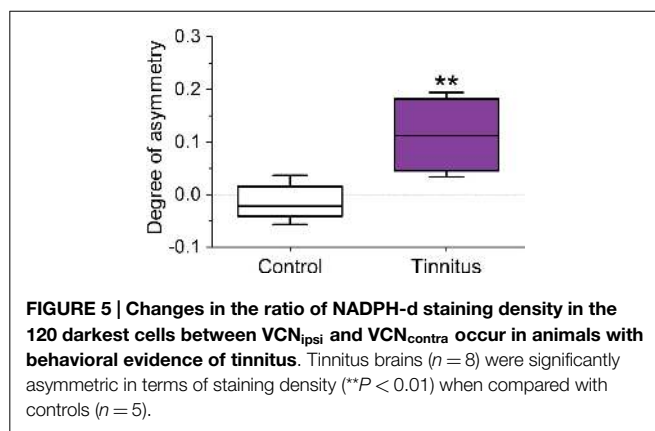 0.3
0.2
0.1
0.0
-0.1
Degree of asymmetry
**
Control Tinnitus
FIGURE 5 | Changes in the ratio of NADPH-d staining density in the
120 darkest cells between VCNipsi and VCNcontra occur in animals with
behavioral evidence of tinnitus. Tinnitus brains (n = 8) were significantly
asymmetric in terms of staining density (**P < 0.01) when compared with
controls (n = 5).